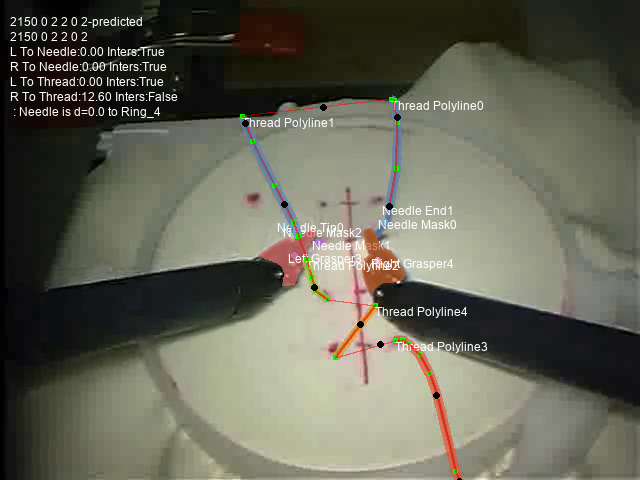 2150 0 2 2 0 2-predicted
2150 0 2 2 0 2
L To Needle:0.00 Inters:True
R To Needle:0.00 Inters:True
L To Thread:0.00 Inters:True
R To Thread:12.60 Inters:False
: Needle is d=0.0 to Ring_4
Thread Polyline0
Thread Polyline1
Needle End1
Needle Mask0
Needle Tip0
Needle Mask2
Needle Mask1
Left Grasper3
Thread Polyline2
Right Grasper4
Thread Polyline4
Thread Polyline3